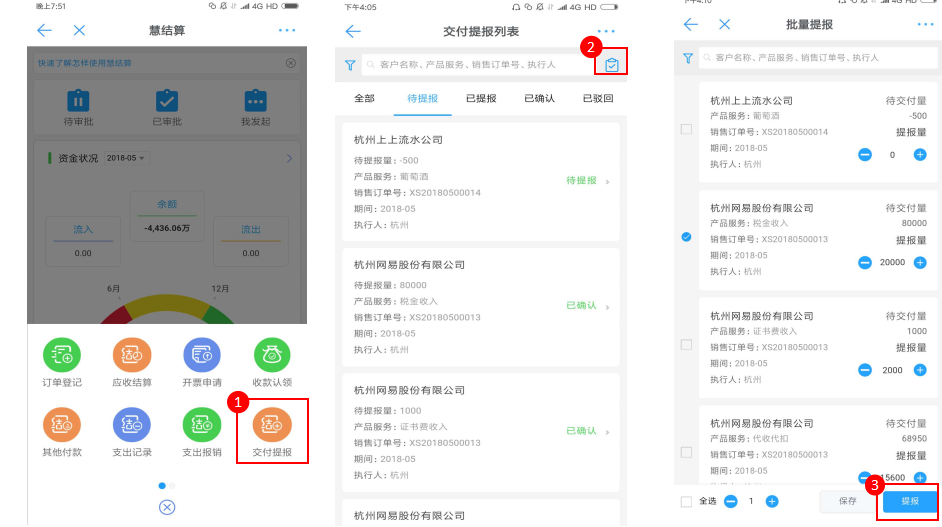 晚上7:51
4G HD
慧结算
快速了解怎样使用慧结算
待审批
已审批
我发起
资金状况 2018-05
余额
-4,436.06万
流入
0.00
流出
0.00
6月
12月
订单登记
应收结算
开票申请
收款认领
1
其他付款
支出记录
支出报销
交付提报
下午4:05
4G HD
交付提报列表
2
客户名称、产品服务、销售订单号、执行人
全部
待提报
已提报
已确认
已驳回
杭州上上流水公司
待提报量: -500
产品服务: 葡萄酒
待提报
销售订单号: XS20180500014
期间: 2018-05
执行人: 杭州
杭州网易股份有限公司
待提报量: 80000
产品服务: 税金收入
已确认
销售订单号: XS20180500013
期间: 2018-05
执行人: 杭州
杭州网易股份有限公司
待提报量: 1000
产品服务: 证书费收入
已确认
销售订单号: XS20180500013
期间: 2018-05
执行人: 杭州
杭州网易股份有限公司
下午4:10
4G HD
批量提报
客户名称、产品服务、销售订单号、执行人
杭州上上流水公司 待交付量
产品服务: 葡萄酒 -500
销售订单号: XS20180500014 提报量
期间: 2018-05 0
执行人: 杭州
杭州网易股份有限公司 待交付量
产品服务: 税金收入 80000
销售订单号: XS20180500013 提报量
期间: 2018-05 20000
执行人: 杭州
杭州网易股份有限公司 待交付量
产品服务: 证书费收入 1000
销售订单号: XS20180500013 提报量
期间: 2018-05 2000
执行人: 杭州
杭州网易股份有限公司 待交付量
产品服务: 代收代扣 68950
销售订单号: XS20180500013 提报量
期间: 2018-05 15600
3
全选 1 保存 提报